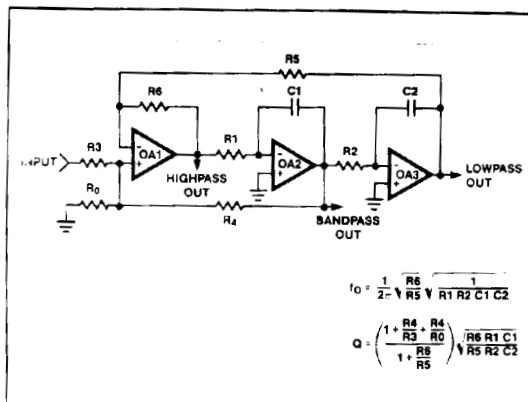 R5
R6
C1
C2
R3
R1
R2
OA1
OA2
OA3
INPUT
HIGHPASS
OUT
LOWPASS
OUT
R0
R4
BANDPASS
OUT
fO = 1/2π √(R6/R5) √(1/(R1 R2 C1 C2))
Q = ((1 + R4/R3 + R4/R0)/(1 + R6/R5)) √(R6 R1 C1/(R5 R2 C2))